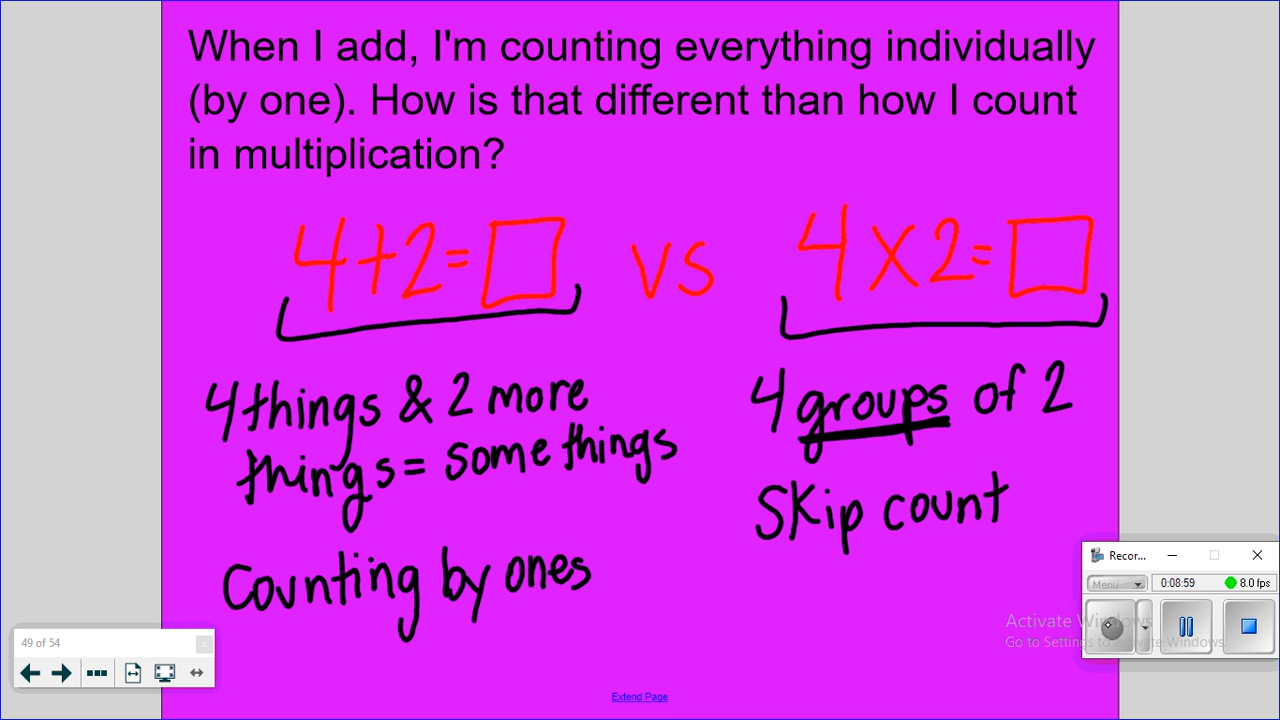 When I add, I'm counting everything individually
(by one). How is that different than how I count
in multiplication?
4+2=□ vs 4x2=□
4 things & 2 more
things = some things
Counting by ones
4 groups of 2
Skip count
Recor...
Menu
0:08:59
8.0 fps
Activate Windows
Go to Settings to activate Windows.
49 of 54
Extend Page